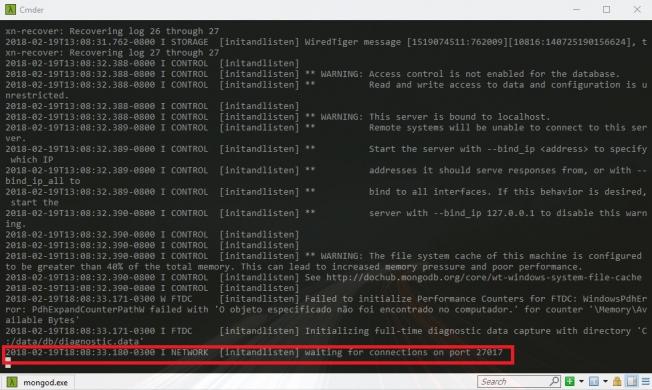 Cmder
xn-recover: Recovering log 26 through 27
2018-02-19T13:08:31.762-0800 I STORAGE  [initandlisten] WiredTiger message [1519074511:762009][10816:140725190156624], t
xn-recover: Recovering log 27 through 27
2018-02-19T13:08:32.388-0800 I CONTROL  [initandlisten]
2018-02-19T13:08:32.388-0800 I CONTROL  [initandlisten] ** WARNING: Access control is not enabled for the database.
2018-02-19T13:08:32.388-0800 I CONTROL  [initandlisten] **          Read and write access to data and configuration is u
nrestricted.
2018-02-19T13:08:32.388-0800 I CONTROL  [initandlisten]
2018-02-19T13:08:32.389-0800 I CONTROL  [initandlisten] ** WARNING: This server is bound to localhost.
2018-02-19T13:08:32.389-0800 I CONTROL  [initandlisten] **          Remote systems will be unable to connect to this ser
ver.
2018-02-19T13:08:32.389-0800 I CONTROL  [initandlisten] **          Start the server with --bind_ip <address> to specify
 which IP
2018-02-19T13:08:32.389-0800 I CONTROL  [initandlisten] **          addresses it should serve responses from, or with --
bind_ip_all to
2018-02-19T13:08:32.389-0800 I CONTROL  [initandlisten] **          bind to all interfaces. If this behavior is desired,
 start the
2018-02-19T13:08:32.390-0800 I CONTROL  [initandlisten] **          server with --bind_ip 127.0.0.1 to disable this warn
ing.
2018-02-19T13:08:32.390-0800 I CONTROL  [initandlisten]
2018-02-19T13:08:32.390-0800 I CONTROL  [initandlisten]
2018-02-19T13:08:32.390-0800 I CONTROL  [initandlisten] ** WARNING: The file system cache of this machine is configured
to be greater than 40% of the total memory. This can lead to increased memory pressure and poor performance.
2018-02-19T13:08:32.390-0800 I CONTROL  [initandlisten] See http://dochub.mongodb.org/core/wt-windows-system-file-cache
2018-02-19T13:08:32.390-0800 I CONTROL  [initandlisten]
2018-02-19T18:08:33.171-0300 W FTDC     [initandlisten] Failed to initialize Performance Counters for FTDC: WindowsPdhEr
ror: PdhExpandCounterPathW failed with 'O objeto especificado não foi encontrado no computador.' for counter '\Memory\Av
ailable Bytes'
2018-02-19T18:08:33.171-0300 I FTDC     [initandlisten] Initializing full-time diagnostic data capture with directory 'C
:/data/db/diagnostic.data'
2018-02-19T18:08:33.180-0300 I NETWORK  [initandlisten] waiting for connections on port 27017
mongod.exe
Search